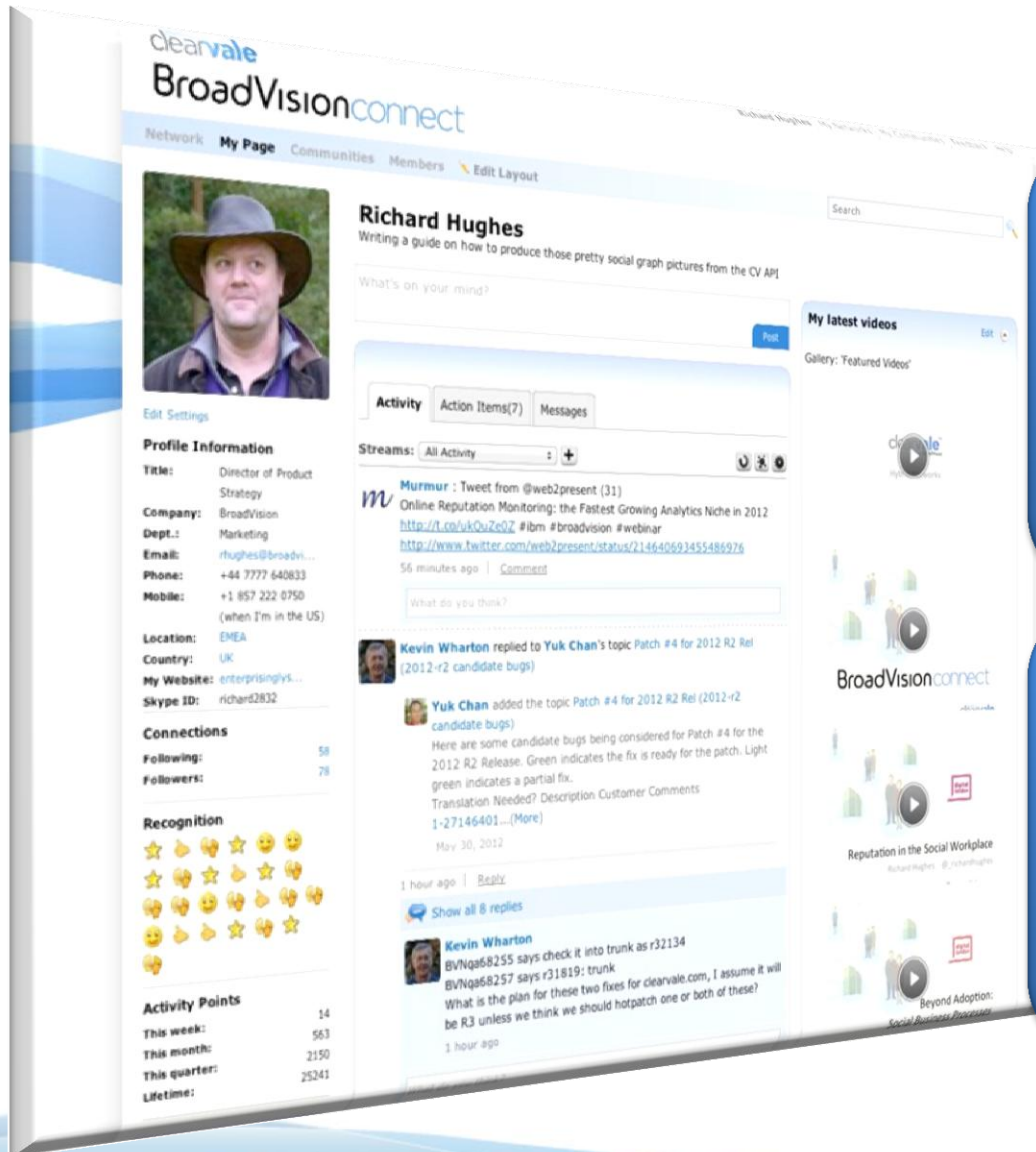 clearvale
BroadVisionconnect
Richard Hughes
Network My Page Communities Members Edit Layout
Search
Richard Hughes
Writing a guide on how to produce those pretty social graph pictures from the CV API
What's on your mind?
Post
Edit Settings
Profile Information
Title: Director of Product
Strategy
Company: BroadVision
Dept.: Marketing
Email: rhughes@broadvi...
Phone: +44 7777 640833
Mobile: +1 857 222 0750
(when I'm in the US)
Location: EMEA
Country: UK
My Website: enterprisinglys...
Skype ID: richard2832
Connections
Following: 58
Followers: 78
Recognition
Activity Points
This week: 14
This month: 563
This quarter: 2150
Lifetime: 25241
Activity Action Items(7) Messages
Streams: All Activity
Murmur : Tweet from @web2present (31)
Online Reputation Monitoring: the Fastest Growing Analytics Niche in 2012
http://t.co/ukQuZe0Z #ibm #broadvision #webinar
http://www.twitter.com/web2present/status/214640693455486976
56 minutes ago | Comment
What do you think?
Kevin Wharton replied to Yuk Chan's topic Patch #4 for 2012 R2 Rel
(2012-r2 candidate bugs)
Yuk Chan added the topic Patch #4 for 2012 R2 Rel (2012-r2
candidate bugs)
Here are some candidate bugs being considered for Patch #4 for the
2012 R2 Release. Green indicates the fix is ready for the patch. Light
green indicates a partial fix.
Translation Needed? Description Customer Comments
1-27146401...(More)
May 30, 2012
1 hour ago | Reply
Show all 8 replies
Kevin Wharton
BVNqa68255 says check it into trunk as r32134
BVNqa68257 says r31819: trunk
What is the plan for these two fixes for clearvale.com, I assume it will
be R3 unless we think we should hotpatch one or both of these?
1 hour ago
My latest videos Edit
Gallery: 'Featured Videos'
BroadVisionconnect
Reputation in the Social Workplace
Richard Hughes @_richardhughes
Beyond Adoption:
Social Business Processes